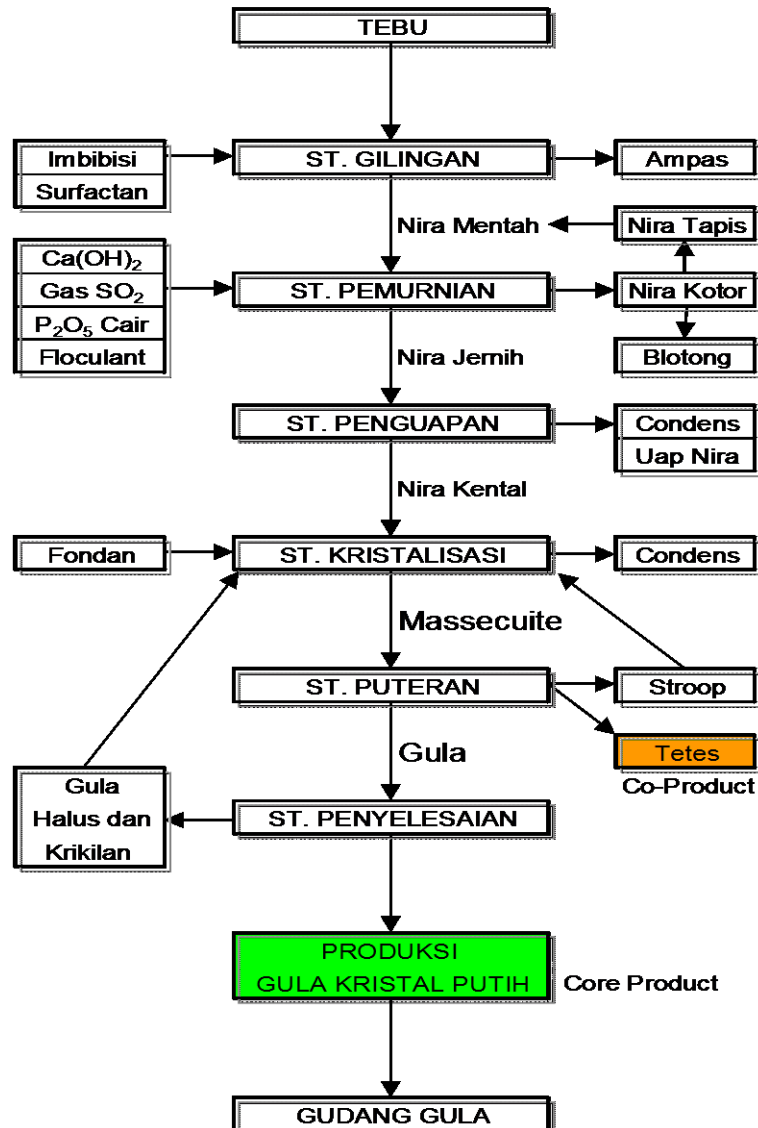 TEBU
Imbibisi
Surfactan
ST. GILINGAN
Ampas
Nira Mentah
Nira Tapis
Ca(OH)₂
Gas SO₂
P₂O₅ Cair
Floculant
ST. PEMURNIAN
Nira Kotor
Blotong
Nira Jernih
ST. PENGUAPAN
Condens
Uap Nira
Nira Kental
Fondan
ST. KRISTALISASI
Condens
Massecuite
ST. PUTERAN
Stroop
Tetes
Co-Product
Gula
Gula
Halus dan
Krikilan
ST. PENYELESAIAN
PRODUKSI
GULA KRISTAL PUTIH
Core Product
GUDANG GULA